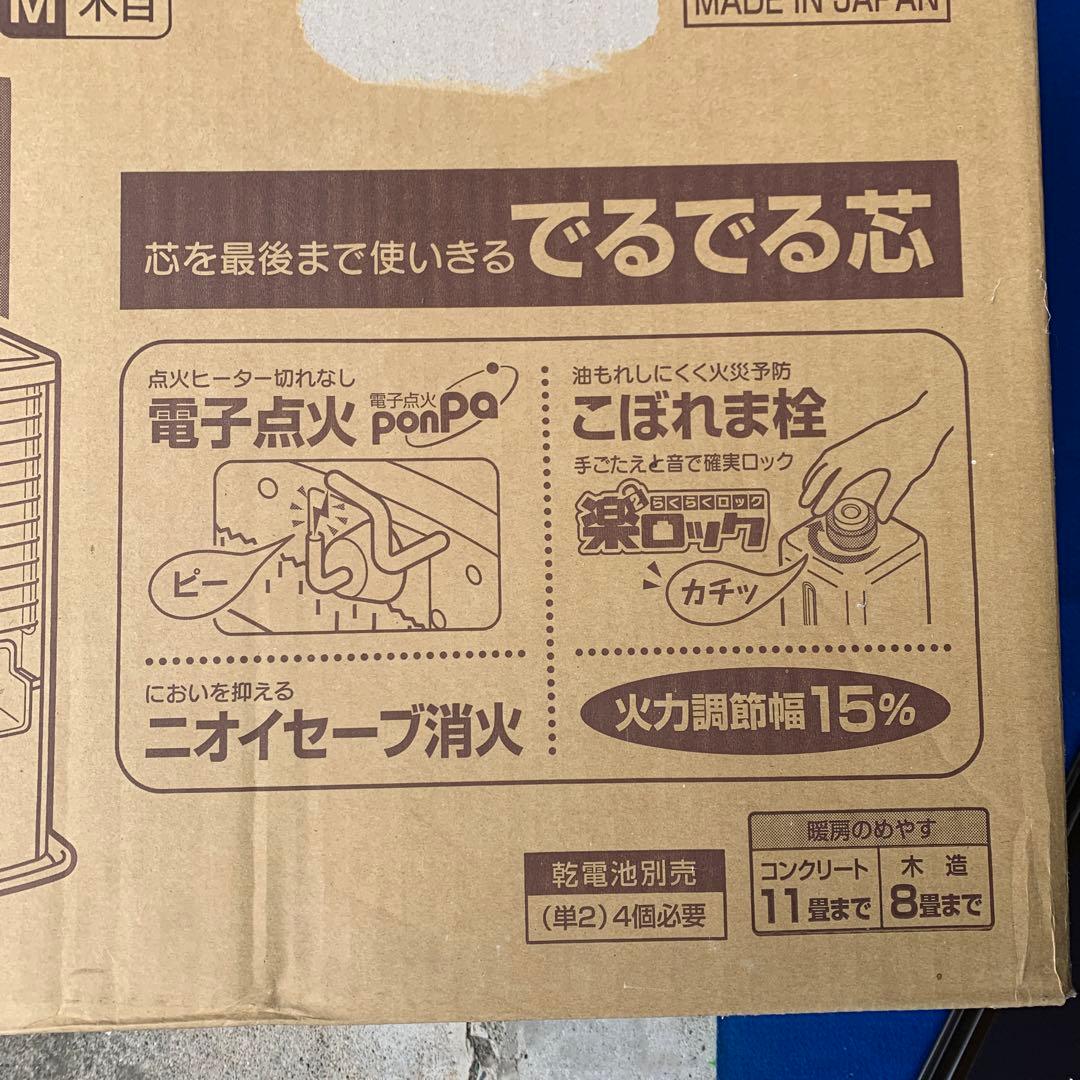 M 木目
MADE IN JAPAN
芯を最後まで使いきる でるでる芯
点火ヒーター切れなし
電子点火
電子点火
ponpa
ピー
油もれしにくく火災予防
こぼれま栓
手ごたえと音で確実ロック
らくらくロック
楽ロック
カチッ
においを抑える
ニオイセーブ消火
火力調節幅15%
乾電池別売
(単2)4個必要
暖房のめやす
コンクリート
11畳まで
木造
8畳まで